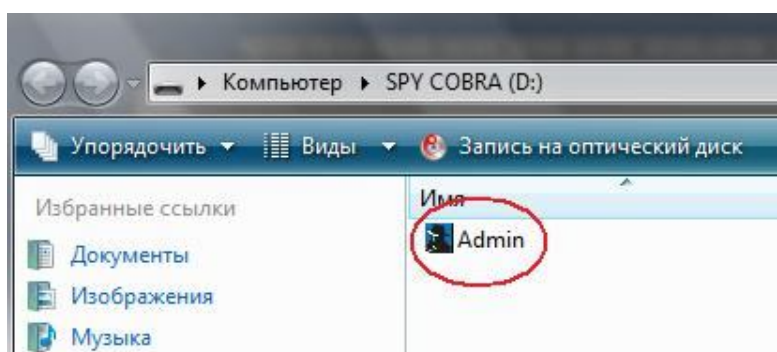 Компьютер SPY COBRA (D:)
Упорядочить Виды Запись на оптический диск
Избранные ссылки Имя
Admin
Документы
Изображения
Музыка